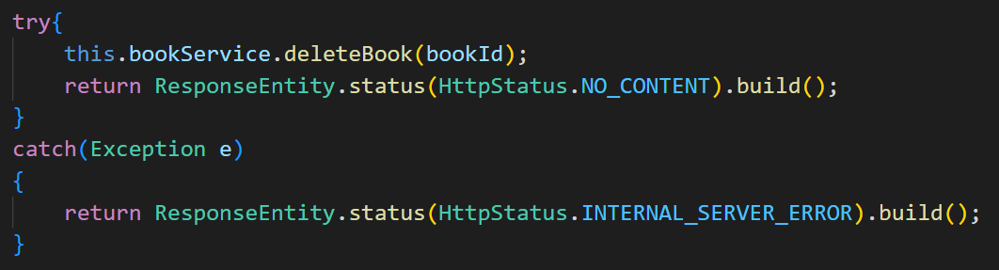 try{
    this.bookService.deleteBook(bookId);
    return ResponseEntity.status(HttpStatus.NO_CONTENT).build();
}
catch(Exception e)
{
    return ResponseEntity.status(HttpStatus.INTERNAL_SERVER_ERROR).build();
}